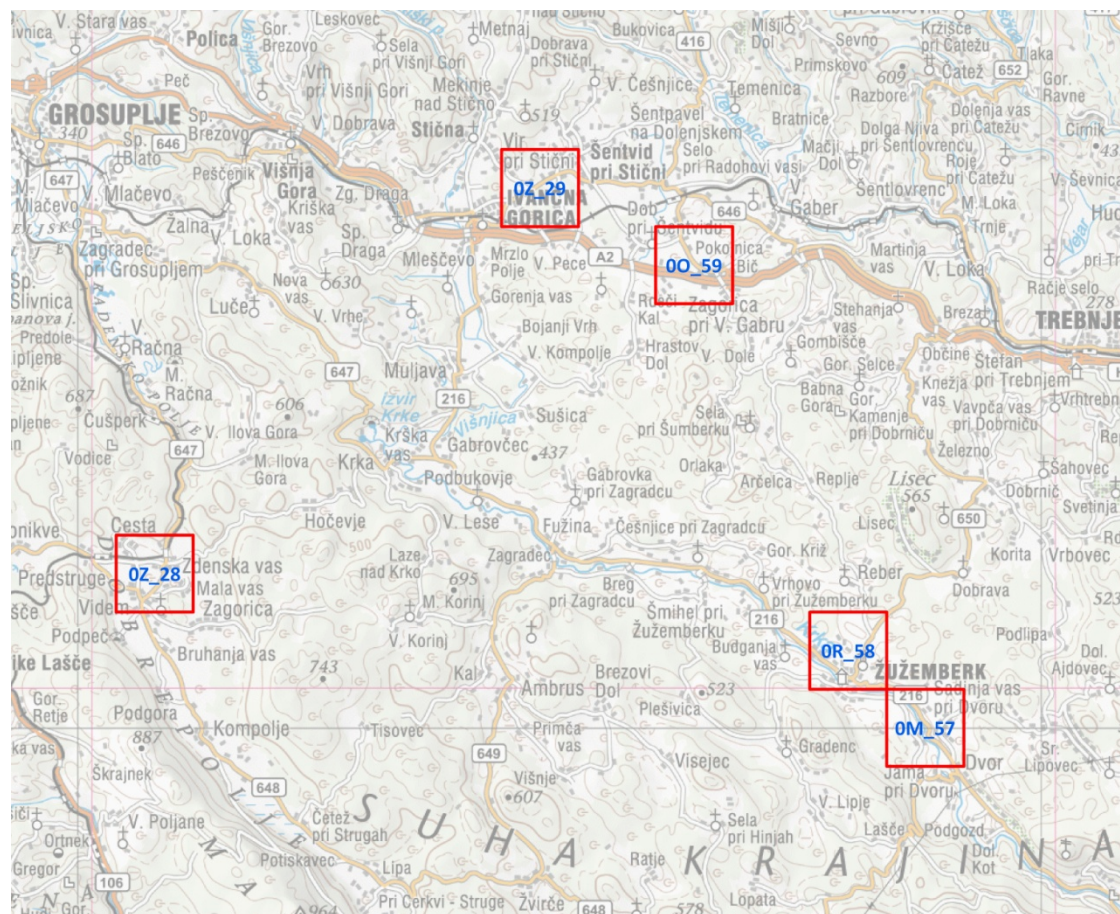 V. Stara vas
Polica
Gor. Brezovo
Leskovec
Sela pri Višnji Gori
Metnaj
Dobrava pri Stični
Bukovica
416
Mišji Dol
Sevno
Primskovo
609
Razbore
Križišče pri Čatežu
Čatež
652
Gor. Ravne
Peč
Vrh pri Višnji Gori
Mekinje nad Stično
519
V. Češnjice
Temenica
Temenica
Bratnice
Dolenja vas pri Čatežu
GROSUPLJE
Sp. Brezovo
V. Dobrava
Stična
Vir pri Stični
Šentpavel na Dolenjskem
Mačji Dol
Dolga Njiva pri Šentlovrencu
Roje pri Čatežu
Cirnik
340
Sp. Blato
646
Peščenik
Višnja Gora
Šentvid pri Stični
Selo pri Radohovi vasi
Šentlovrenc
V. Ševnica
647
M. Mlačevo
V. Mlačevo
Žalna
Kriška vas
Zg. Draga
0Z_29
IVANČNA GORICA
Dob pri Šentvidu
646
V. Gaber
M. Loka
Trnje
Zagradec pri Grosupljem
V. Loka
Sp. Draga
Mleščevo
Mrzlo Polje
V. Pece
A2
0O_59
Pokojnica
Bič
Martinja vas
V. Loka
Račje selo
278
Sp. Slivnica
Predole
Luče
Nova vas
630
V. Vrhe
Gorenja vas
Kal
Zagorica pri V. Gabru
Stehanja vas
Brezat
TREBNJE
V. Račna
M. Račna
647
Bojanji Vrh
V. Kompolje
Hrastov Dol
V. Dole
Gombišče
Občine
Štefan pri Trebnjem
687
Čušperk
606
Muljava
216
izvir Krke
Višnjica
Sušica
Sela pri Šumberku
Gor. Selce
Babna Gora
Gor. Kamenje pri Dobrniču
Knežja vas
Vavpča vas pri Dobrniču
647
V. Ilova Gora
Vodice
M. Ilova Gora
Krška vas
Krka
Gabrovčec
437
Podbukovje
Gabrovka pri Zagradcu
Orlaka
Arčelca
Replje
Lisec
565
Železno
Dobrnič
Šahovec
Cesta
Hočevje
500
V. Lese
Fužina
Češnjice pri Zagradcu
Lisec
650
Korita
Vrbovec
Predstruge
0Z_28
Zdenska vas
Mala vas
Zagorica
Laze nad Krko
695
Zagradec
Breg pri Zagradcu
Gor. Križ
Vrhovo pri Žužemberku
Reber
Dobrava
Videm
Podpeč
Bruhanja vas
M. Korinj
V. Korinj
Šmihel pri Žužemberku
216
Budganja vas
Krka
0R_58
ŽUŽEMBERK
Podlipa
Dol. Ajdovec
743
Kal
Ambrus
Brezovi Dol
523
Plešivica
216
Sadinja vas pri Dvoru
Gor. Retje
Podgora
887
Kompolje
Tisovec
Primča vas
649
Visejec
Gradenc
0M_57
Sr. Lipovec
Škrajnek
648
Višnje
607
Jama pri Dvoru
Dvor
V. Poljane
Četež pri Strugah
Sela pri Hinjah
V. Lipje
Ortnek
Potiskavec
Lašče
Podgozd
Gregor
Lipa
Ratje
Dol. Kot
106
964
Pri Cerkvi - Struge
Žvirče
648
578
Lopata
DOBREPOLJE
SUHA KRAJINA